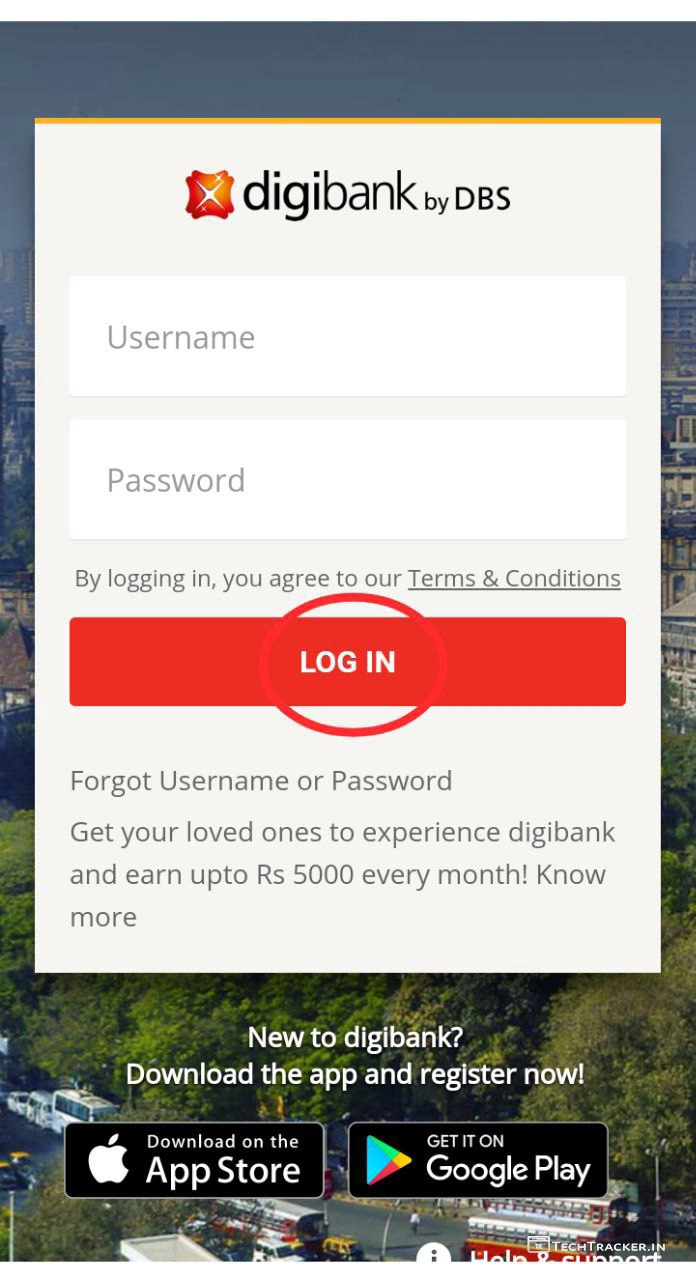 digibank by DBS
Username
Password
By logging in, you agree to our Terms & Conditions
LOG IN
Forgot Username or Password
Get your loved ones to experience digibank
and earn upto Rs 5000 every month! Know
more
New to digibank?
Download the app and register now!
Download on the
App Store
GET IT ON
Google Play
Help & support
TECHTRACKER.IN